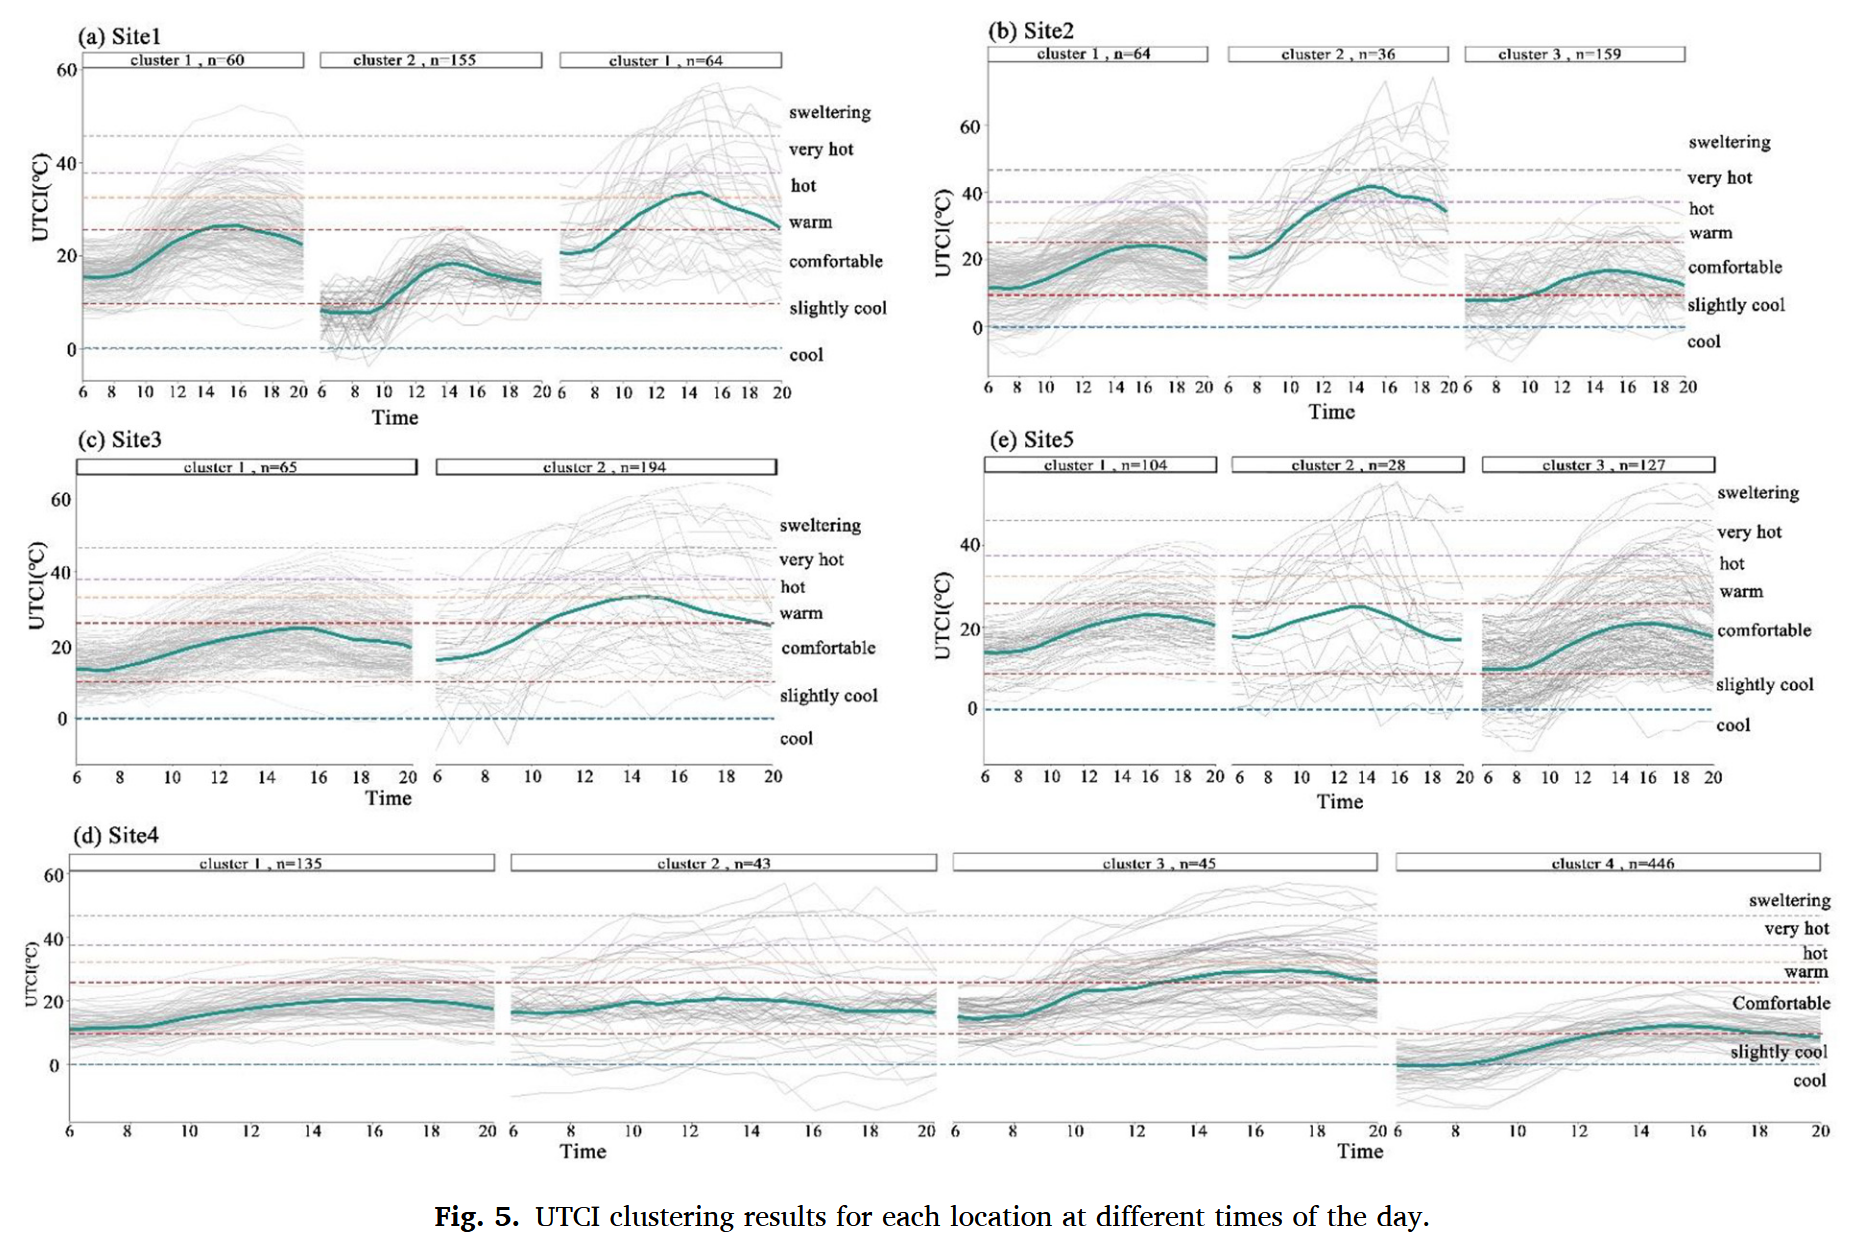 (a) Site1
cluster 1 , n=60
cluster 2 , n=155
cluster 1 , n=64
60
40
20
0
UTCI(°C)
sweltering
very hot
hot
warm
comfortable
slightly cool
cool
6 8 10 12 14 16 18 20
6 8 10 12 14 16 18 20
6 8 10 12 14 16 18 20
Time
(b) Site2
cluster 1 , n=64
cluster 2 , n=36
cluster 3 , n=159
60
40
20
0
UTCI(°C)
sweltering
very hot
hot
warm
comfortable
slightly cool
cool
6 8 10 12 14 16 18 20
6 8 10 12 14 16 18 20
6 8 10 12 14 16 18 20
Time
(c) Site3
cluster 1 , n=65
cluster 2 , n=194
60
40
20
0
UTCI(°C)
sweltering
very hot
hot
warm
comfortable
slightly cool
cool
6 8 10 12 14 16 18 20
6 8 10 12 14 16 18 20
Time
(e) Site5
cluster 1 , n=104
cluster 2 , n=28
cluster 3 , n=127
40
20
0
UTCI(°C)
sweltering
very hot
hot
warm
comfortable
slightly cool
cool
6 8 10 12 14 16 18 20
6 8 10 12 14 16 18 20
6 8 10 12 14 16 18 20
Time
(d) Site4
cluster 1 , n=135
cluster 2 , n=43
cluster 3 , n=45
cluster 4 , n=446
60
40
20
0
UTCI(°C)
sweltering
very hot
hot
warm
Comfortable
slightly cool
cool
6 8 10 12 14 16 18 20
6 8 10 12 14 16 18 20
6 8 10 12 14 16 18 20
6 8 10 12 14 16 18 20
Time
Time
Fig. 5. UTCI clustering results for each location at different times of the day.